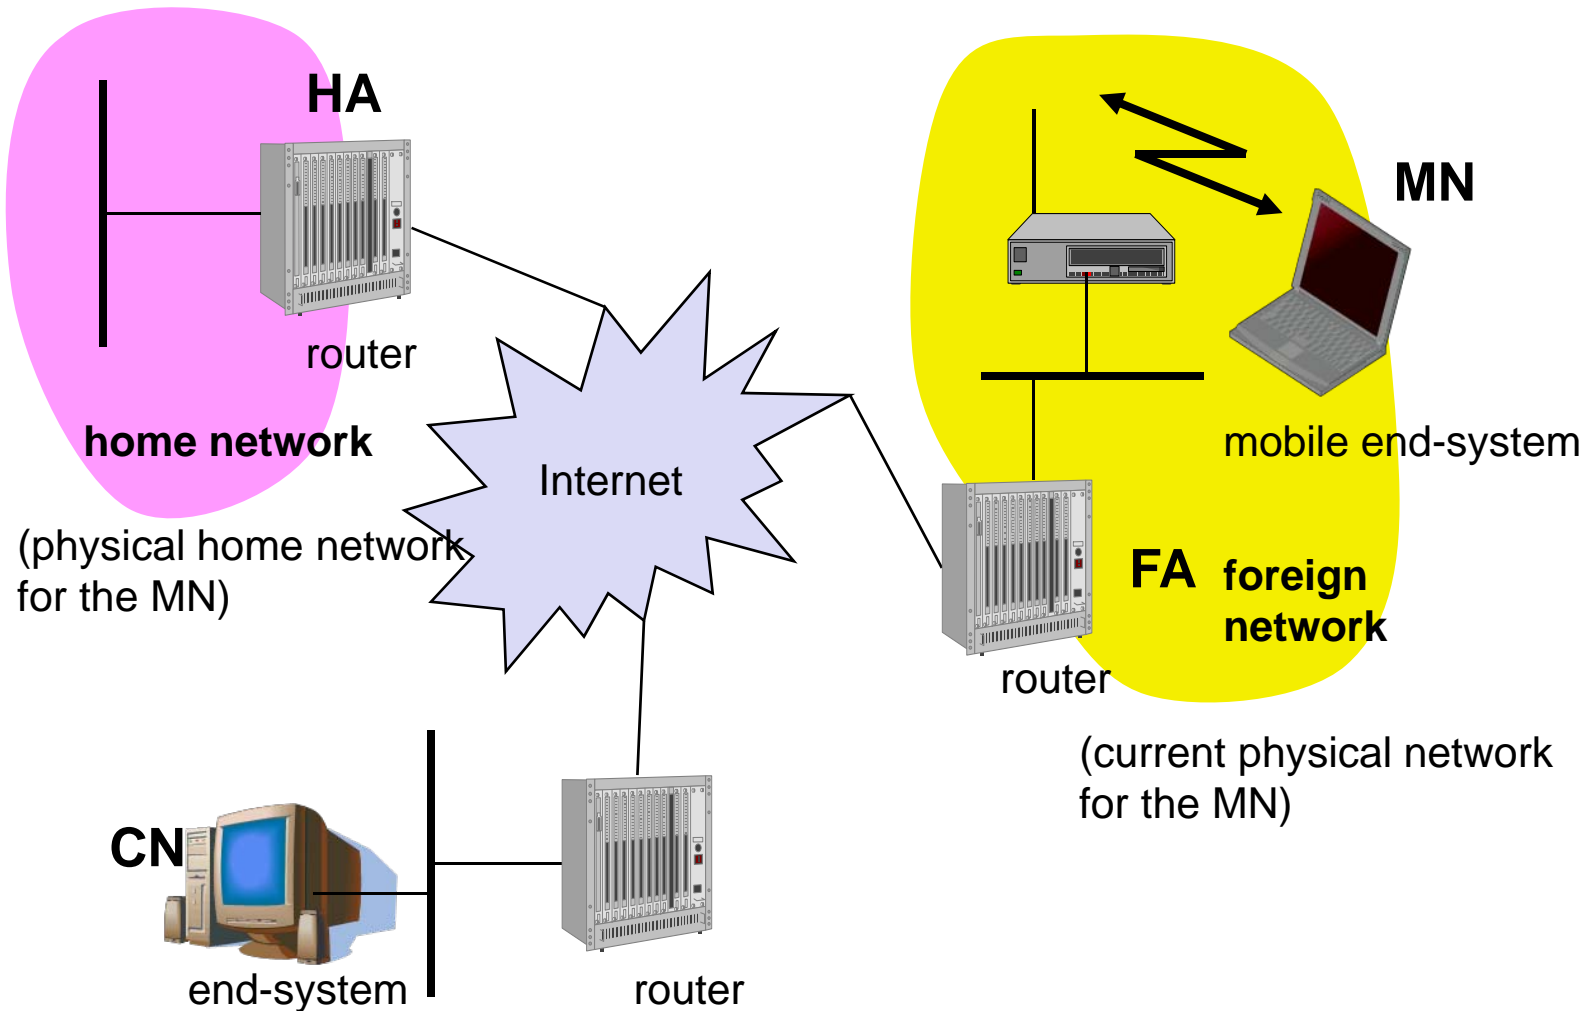 HA
router
home network
(physical home network
for the MN)
Internet
MN
mobile end-system
FA
foreign
network
router
(current physical network
for the MN)
CN
end-system
router